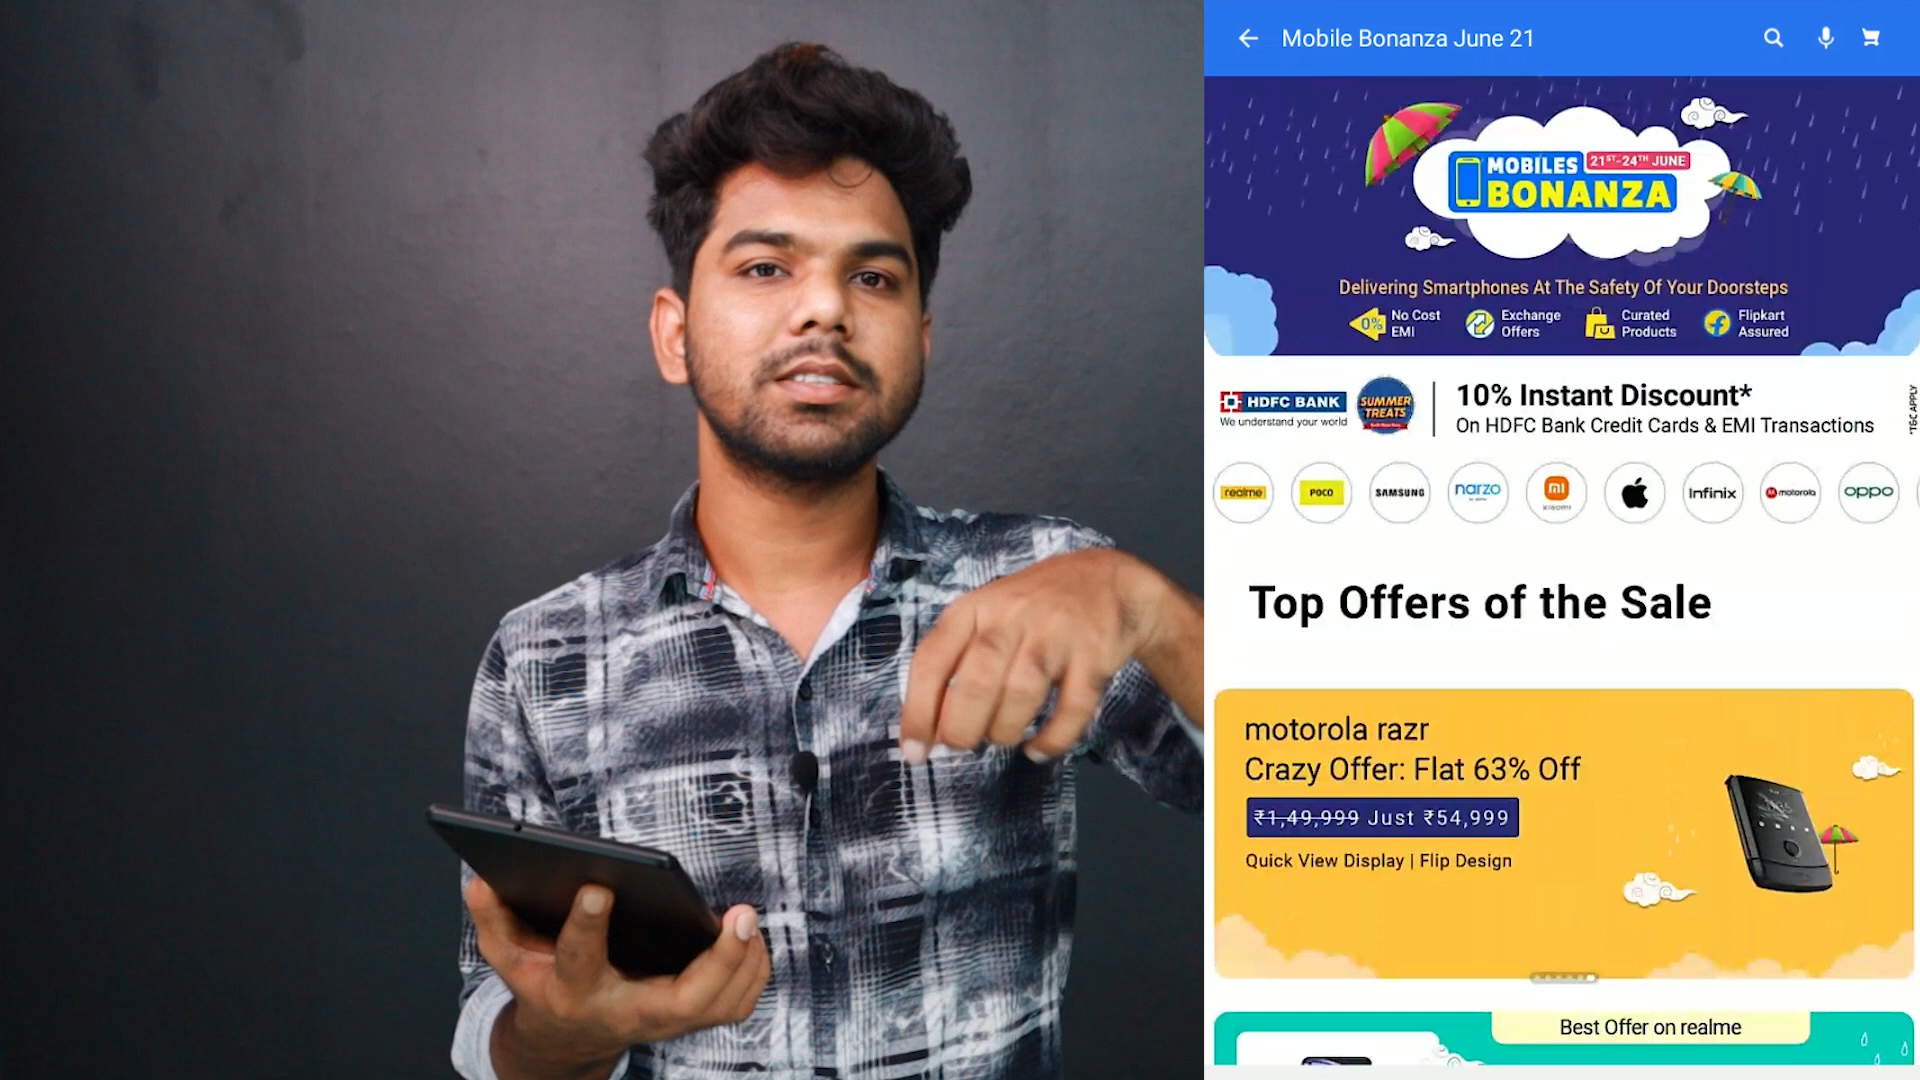 Mobile Bonanza June 21
MOBILES 21ST-24TH JUNE
BONANZA
Delivering Smartphones At The Safety Of Your Doorsteps
0% No Cost EMI
Exchange Offers
Curated Products
Flipkart Assured
HDFC BANK
We understand your world
SUMMER TREATS
10% Instant Discount*
On HDFC Bank Credit Cards & EMI Transactions
*T&C APPLY
realme
POCO
SAMSUNG
narzo
mi
XIAOMI
Infinix
motorola
oppo
Top Offers of the Sale
motorola razr
Crazy Offer: Flat 63% Off
₹1,49,999 Just ₹54,999
Quick View Display | Flip Design
Best Offer on realme